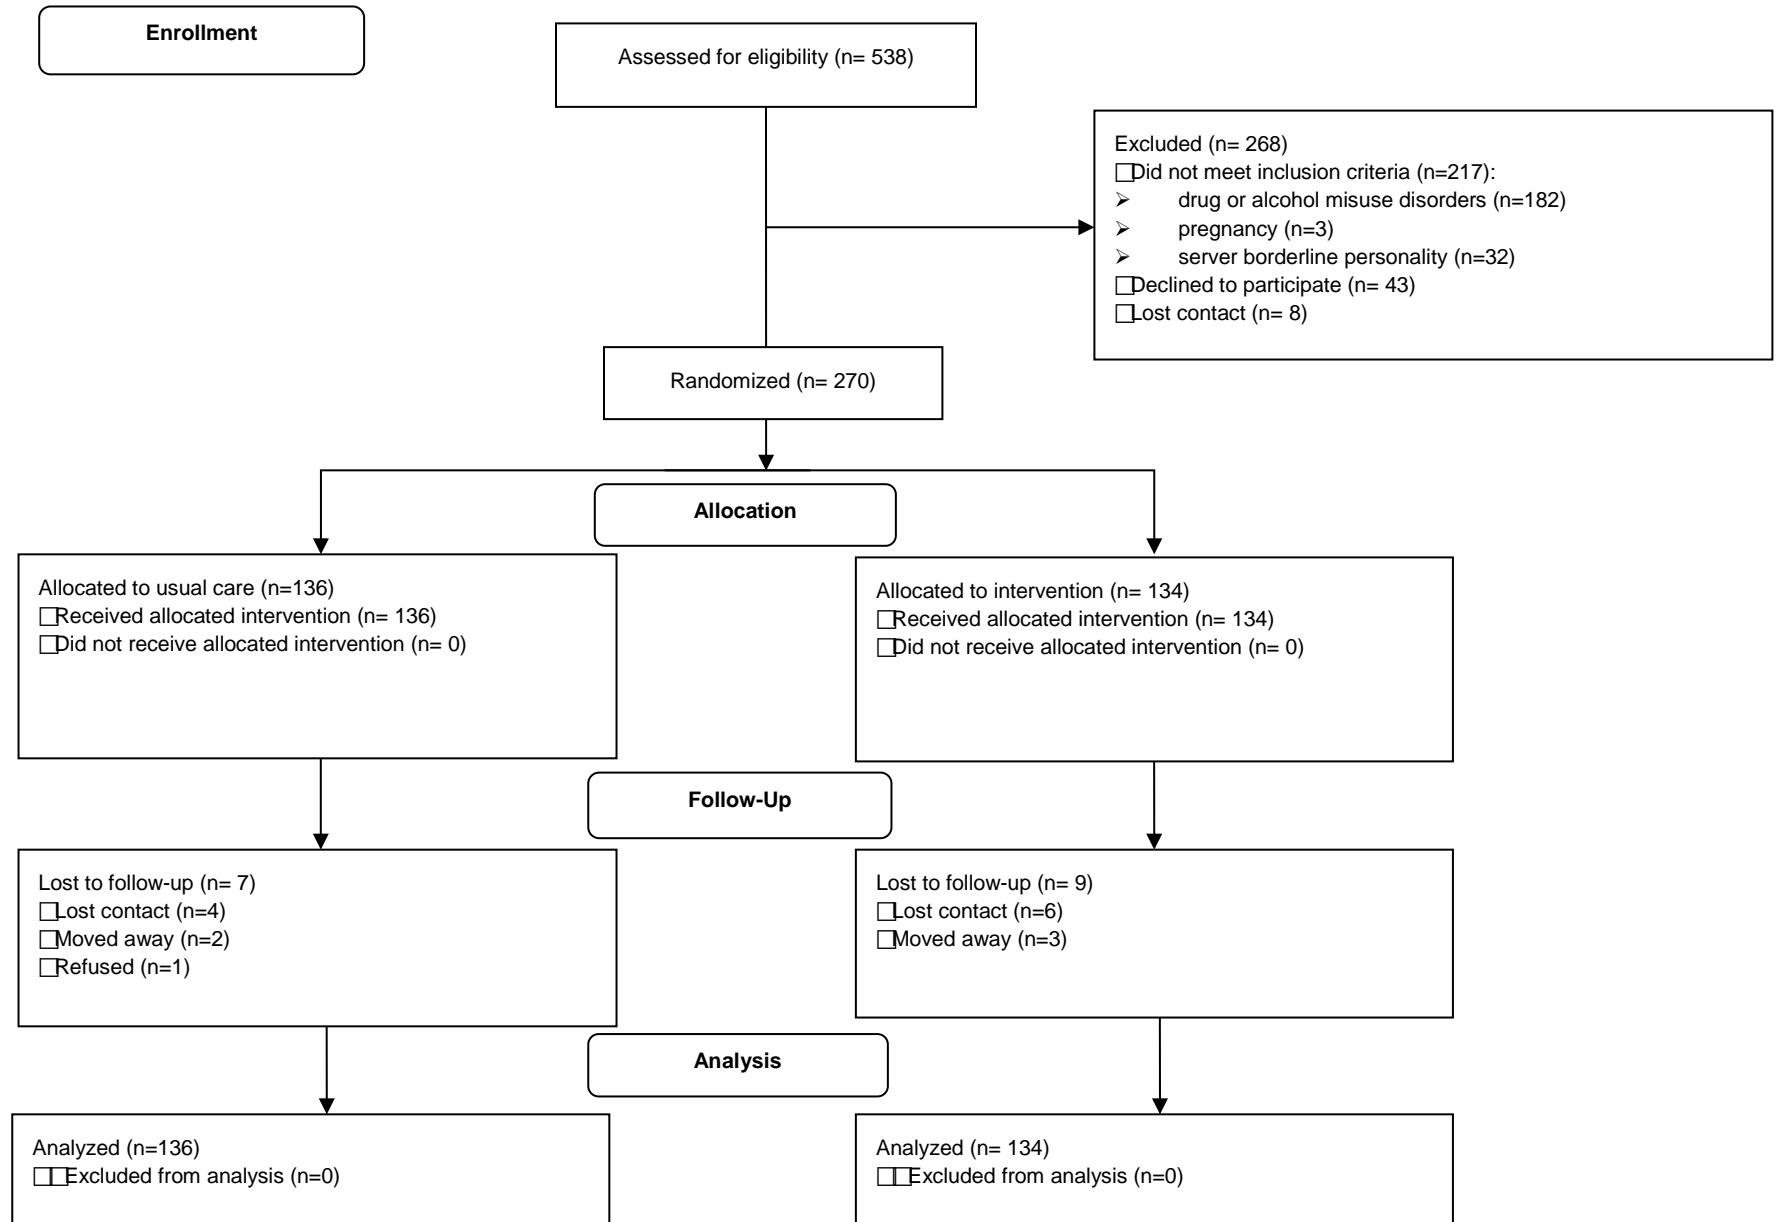 Enrollment
Assessed for eligibility (n= 538)
Excluded (n= 268)
□Did not meet inclusion criteria (n=217):
➢ drug or alcohol misuse disorders (n=182)
➢ pregnancy (n=3)
➢ server borderline personality (n=32)
□Declined to participate (n= 43)
□Lost contact (n= 8)
Randomized (n= 270)
Allocation
Allocated to usual care (n=136)
□Received allocated intervention (n= 136)
□Did not receive allocated intervention (n= 0)
Allocated to intervention (n= 134)
□Received allocated intervention (n= 134)
□Did not receive allocated intervention (n= 0)
Follow-Up
Lost to follow-up (n= 7)
□Lost contact (n=4)
□Moved away (n=2)
□Refused (n=1)
Lost to follow-up (n= 9)
□Lost contact (n=6)
□Moved away (n=3)
Analysis
Analyzed (n=136)
□□Excluded from analysis (n=0)
Analyzed (n= 134)
□□Excluded from analysis (n=0)